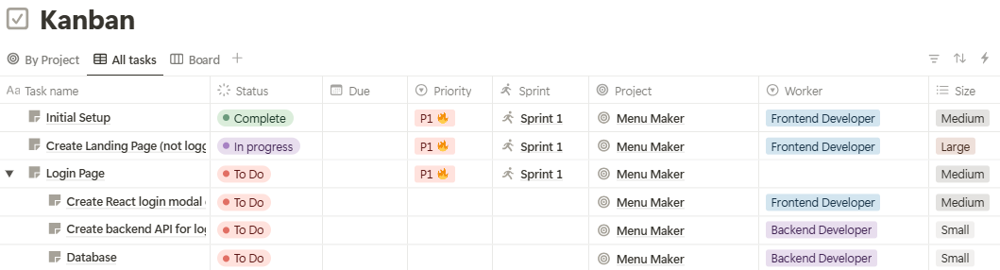 Kanban
By Project All tasks Board
Aa Task name Status Due Priority Sprint Project Worker Size
Initial Setup Complete P1 🔥 Sprint 1 Menu Maker Frontend Developer Medium
Create Landing Page (not log In progress P1 🔥 Sprint 1 Menu Maker Frontend Developer Large
Login Page To Do P1 🔥 Sprint 1 Menu Maker Medium
Create React login modal To Do Menu Maker Frontend Developer Medium
Create backend API for log To Do Menu Maker Backend Developer Small
Database To Do Menu Maker Backend Developer Small